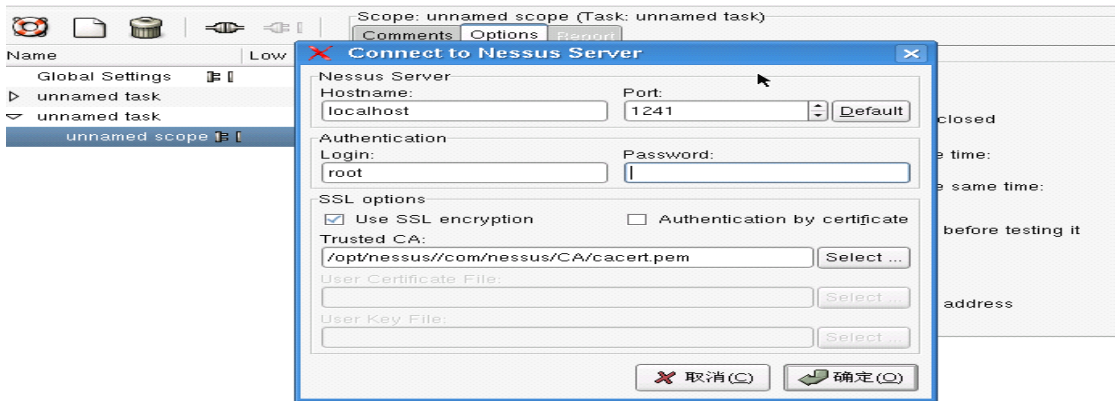 Scope: unnamed scope (Task: unnamed task)
Comments Options Report
Name Low
Connect to Nessus Server
Global Settings
unnamed task
unnamed task
unnamed scope
Nessus Server
Hostname: Port:
localhost 1241 Default
Authentication
Login: Password:
root
SSL options
Use SSL encryption Authentication by certificate
Trusted CA:
/opt/nessus//com/nessus/CA/cacert.pem Select ...
User Certificate File:
Select ...
User Key File:
Select ...
取消(C) 确定(O)
closed
e time:
e same time:
before testing it
address